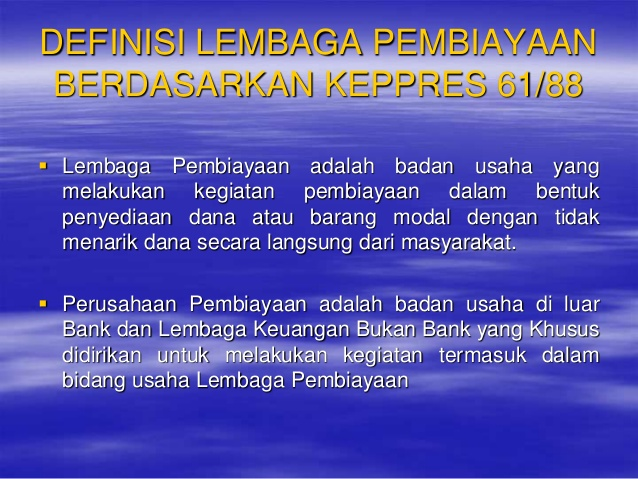 DEFINISI LEMBAGA PEMBIAYAAN
BERDASARKAN KEPPRES 61/88
Lembaga Pembiayaan adalah badan usaha yang
melakukan kegiatan pembiayaan dalam bentuk
penyediaan dana atau barang modal dengan tidak
menarik dana secara langsung dari masyarakat.
Perusahaan Pembiayaan adalah badan usaha di luar
Bank dan Lembaga Keuangan Bukan Bank yang Khusus
didirikan untuk melakukan kegiatan termasuk dalam
bidang usaha Lembaga Pembiayaan